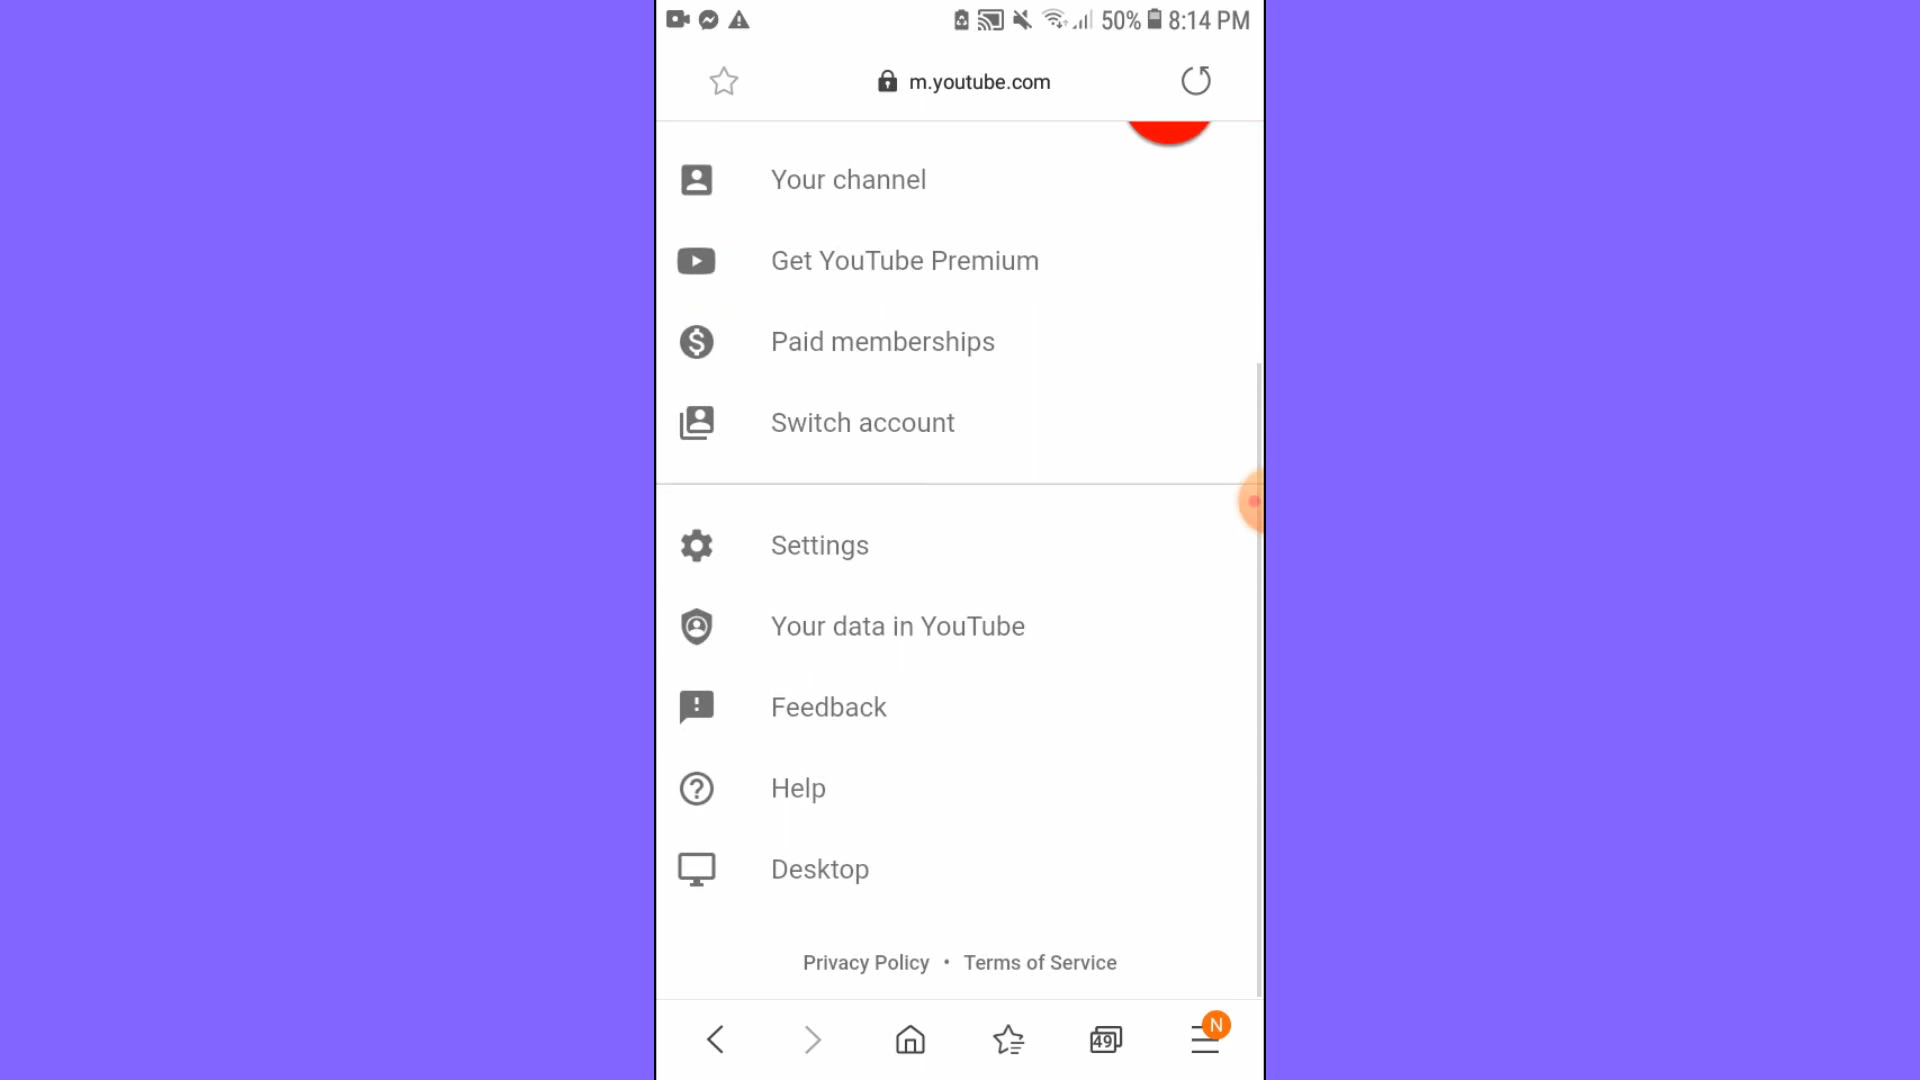 50% 8:14 PM
m.youtube.com
Your channel
Get YouTube Premium
Paid memberships
Switch account
Settings
Your data in YouTube
Feedback
Help
Desktop
Privacy Policy • Terms of Service
49 N